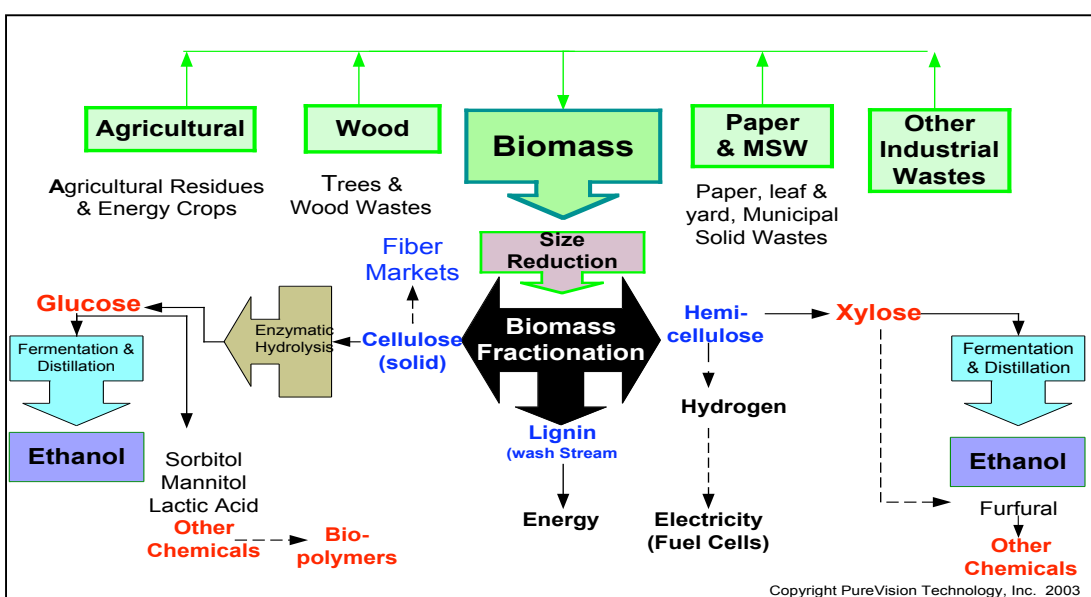 Agricultural
Wood
Biomass
Paper
& MSW
Other
Industrial
Wastes
Agricultural Residues
& Energy Crops
Trees &
Wood Wastes
Paper, leaf &
yard, Municipal
Solid Wastes
Size
Reduction
Fiber
Markets
Glucose
Enzymatic
Hydrolysis
Cellulose
(solid)
Biomass
Fractionation
Hemi-
cellulose
Xylose
Fermentation &
Distillation
Fermentation
& Distillation
Hydrogen
Lignin
(wash Stream
Ethanol
Sorbitol
Mannitol
Lactic Acid
Other
Chemicals
Bio-
polymers
Energy
Electricity
(Fuel Cells)
Ethanol
Furfural
Other
Chemicals
Copyright PureVision Technology, Inc. 2003